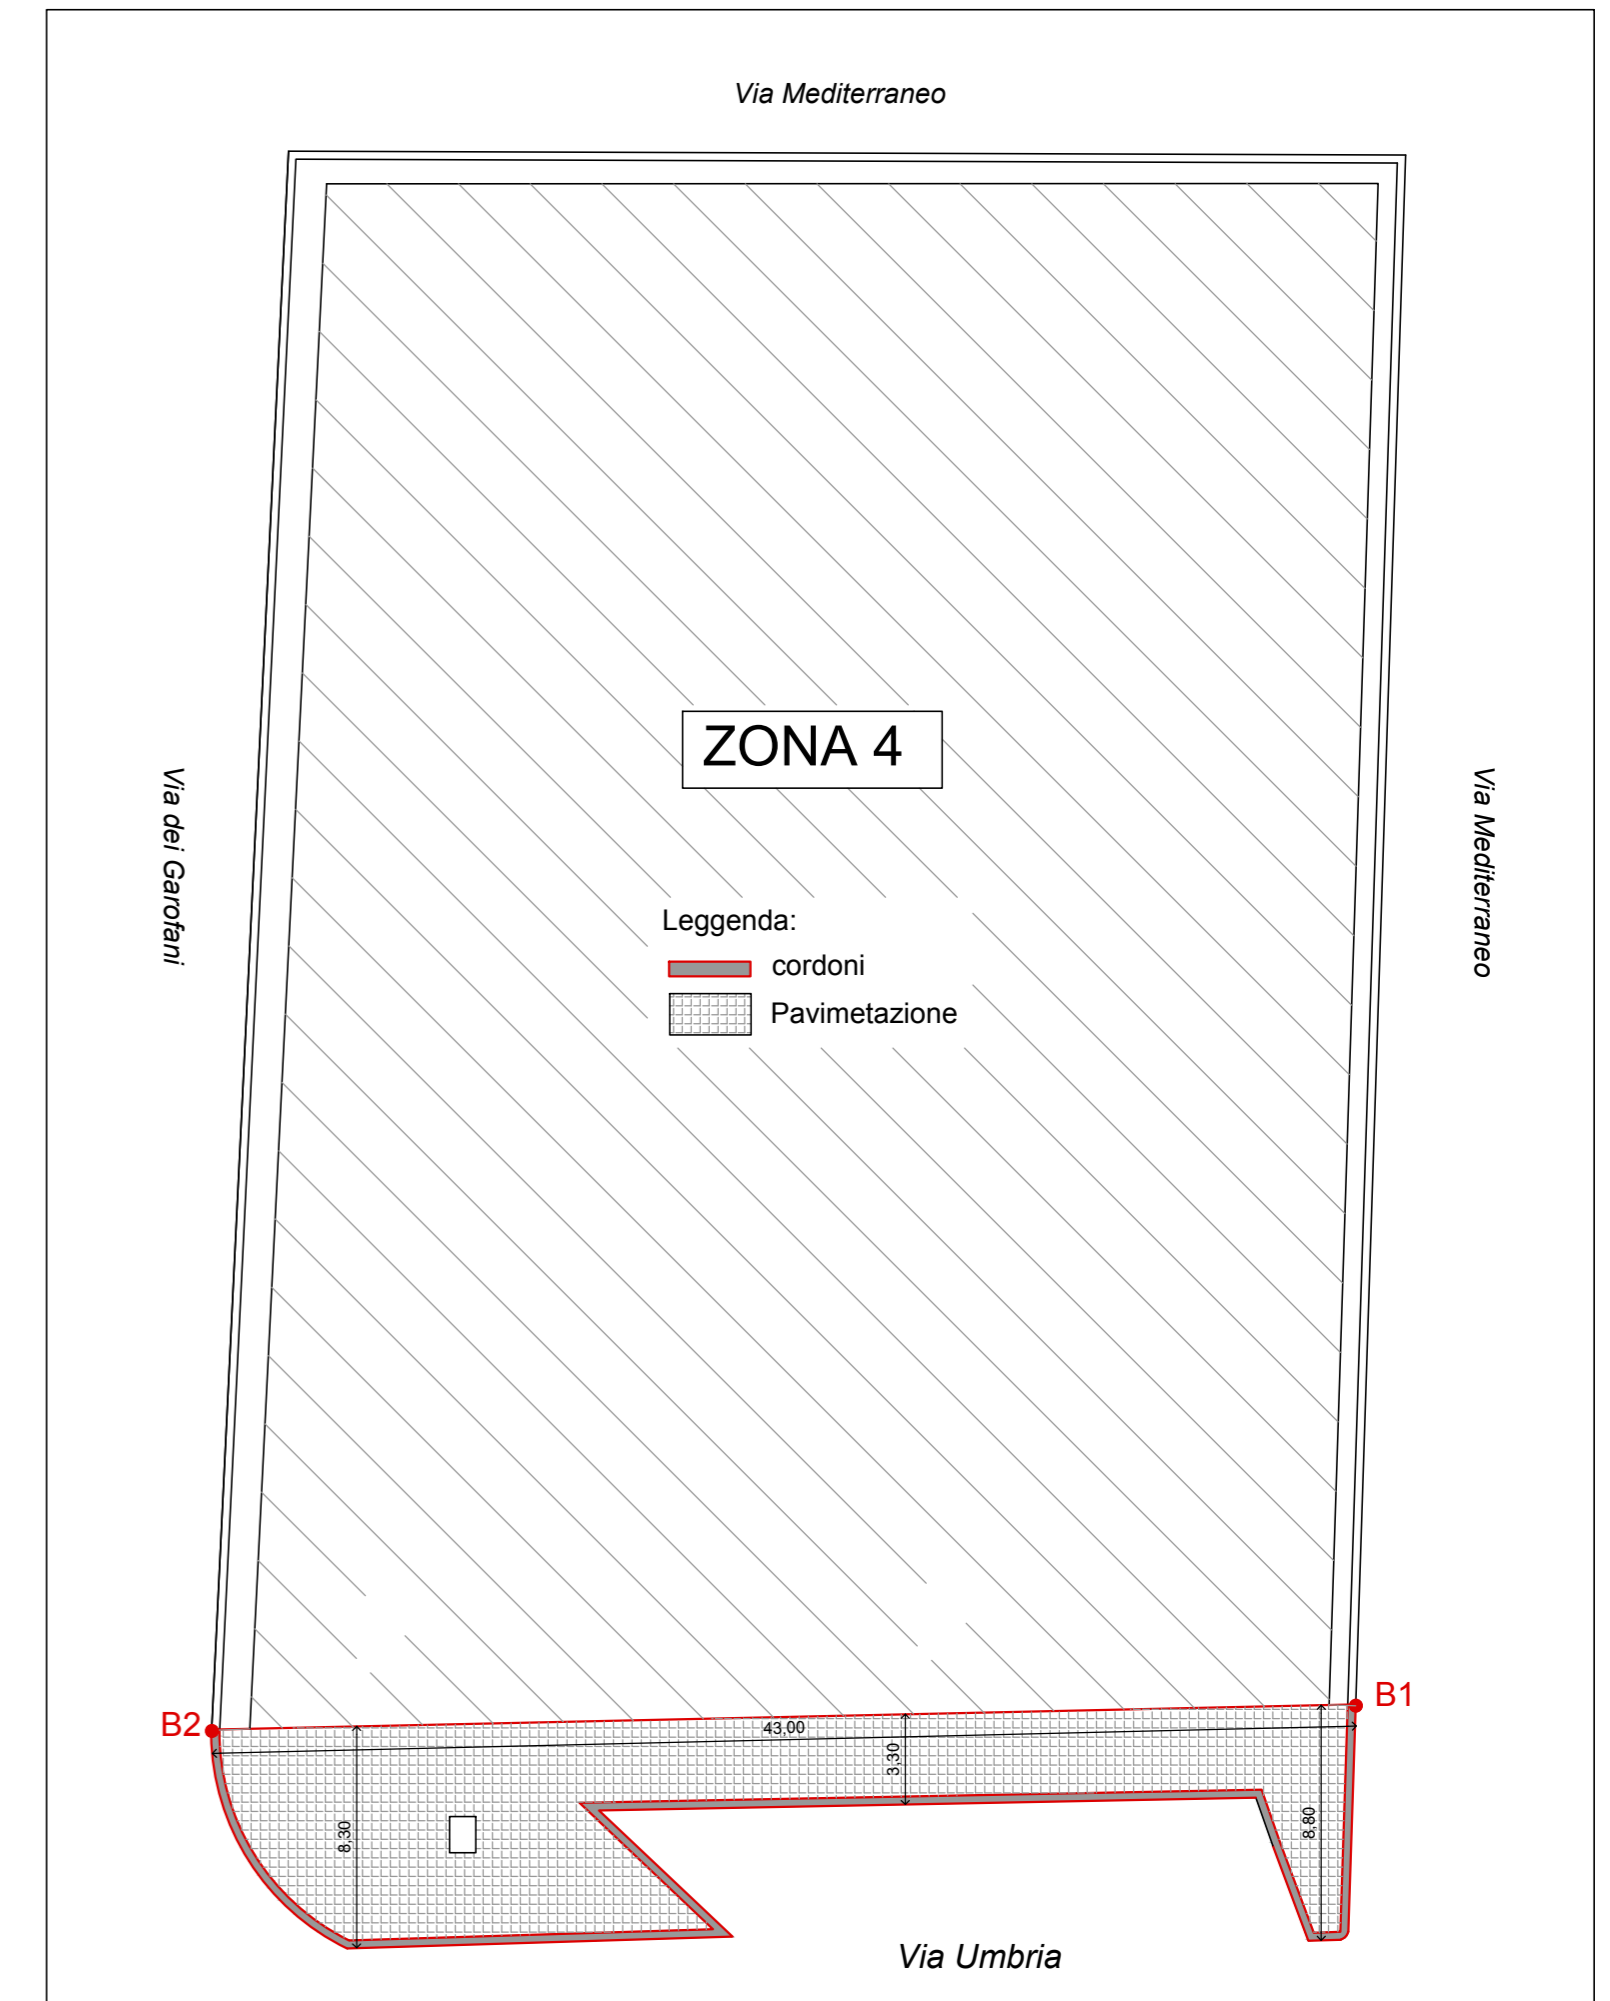 Via Mediterraneo
ZONA 4
Via dei Garofani
Via Mediterraneo
Leggenda:
cordoni
Pavimetazione
B1
B2
43,00
3,30
8,30
8,80
Via Umbria